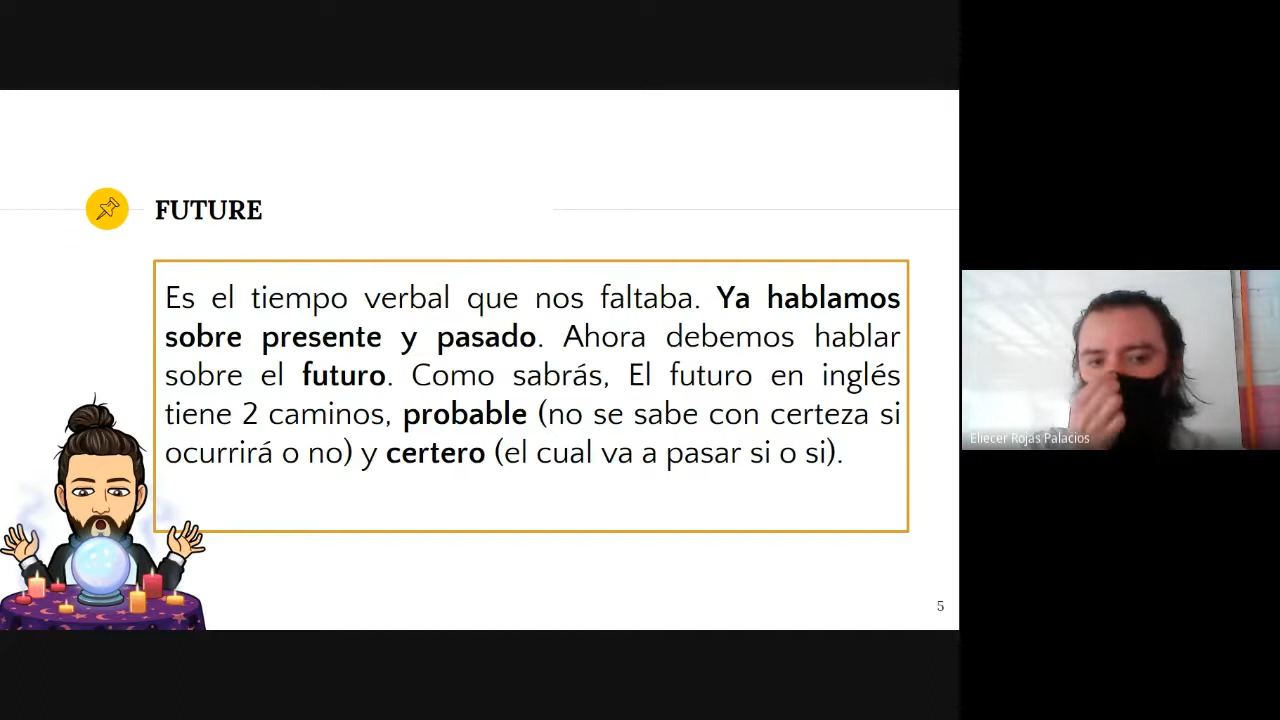 FUTURE
Es el tiempo verbal que nos faltaba. Ya hablamos
sobre presente y pasado. Ahora debemos hablar
sobre el futuro. Como sabrás, El futuro en inglés
tiene 2 caminos, probable (no se sabe con certeza si
ocurrirá o no) y certero (el cual va a pasar si o si).
5
Eliecer Rojas Palacios